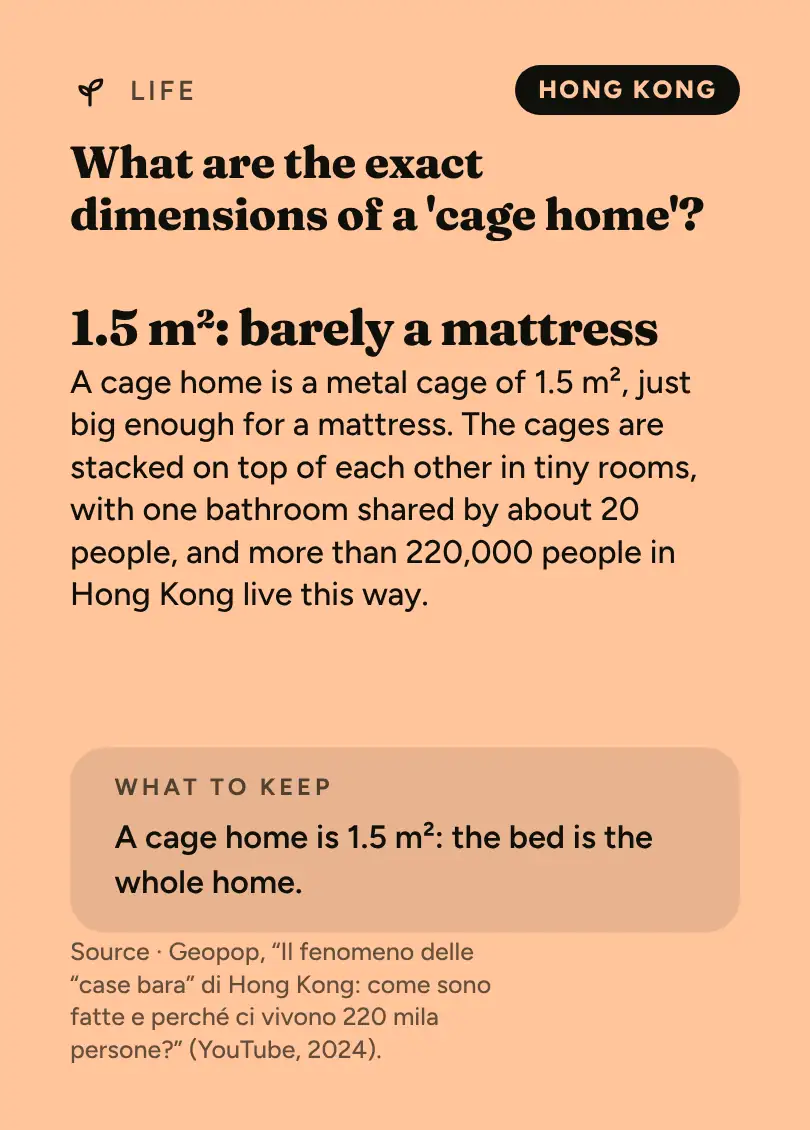 LIFE
HONG KONG
What are the exact
dimensions of a 'cage home'?
1.5 m²: barely a mattress
A cage home is a metal cage of 1.5 m², just
big enough for a mattress. The cages are
stacked on top of each other in tiny rooms,
with one bathroom shared by about 20
people, and more than 220,000 people in
Hong Kong live this way.
WHAT TO KEEP
A cage home is 1.5 m²: the bed is the
whole home.
Source · Geopop, “Il fenomeno delle
“case bara” di Hong Kong: come sono
fatte e perché ci vivono 220 mila
persone?” (YouTube, 2024).